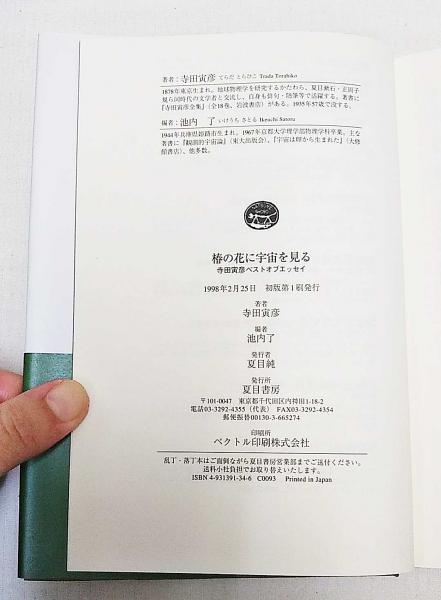 著者:寺田寅彦 てらだ とらひこ Trada Torahiko
1878年東京生まれ。地球物理学を研究するかたわら、夏目漱石・正岡子
規ら同時代の文学者と交流し、自身も俳句・随筆等で活躍する。著書に
『寺田寅彦全集』(全18巻、岩波書店)がある。1935年57歳で没する。
編者:池内 了 いけうち さとる Ikeuchi Satoru
1944年兵庫県姫路市生まれ。1967年京都大学理学部物理学科卒業。主な
著書に『観測的宇宙論』(東大出版会)、『宇宙は卵から生まれた』(大修
館書店)、他多数。
椿の花に宇宙を見る
寺田寅彦ベストオブエッセイ
1998年2月25日 初版第1刷発行
著者
寺田寅彦
編者
池内了
発行者
夏目純
発行所
夏目書房
〒101-0047 東京都千代田区内神田1-18-2
電話03-3292-4355(代表) FAX03-3292-4354
郵便振替00130-3-665274
印刷所
ベクトル印刷株式会社
乱丁・落丁本はご面倒ながら夏目書房営業部までご送付ください。
送料小社負担でお取り替えいたします。
ISBN 4-931391-34-6 C0093 Printed in Japan